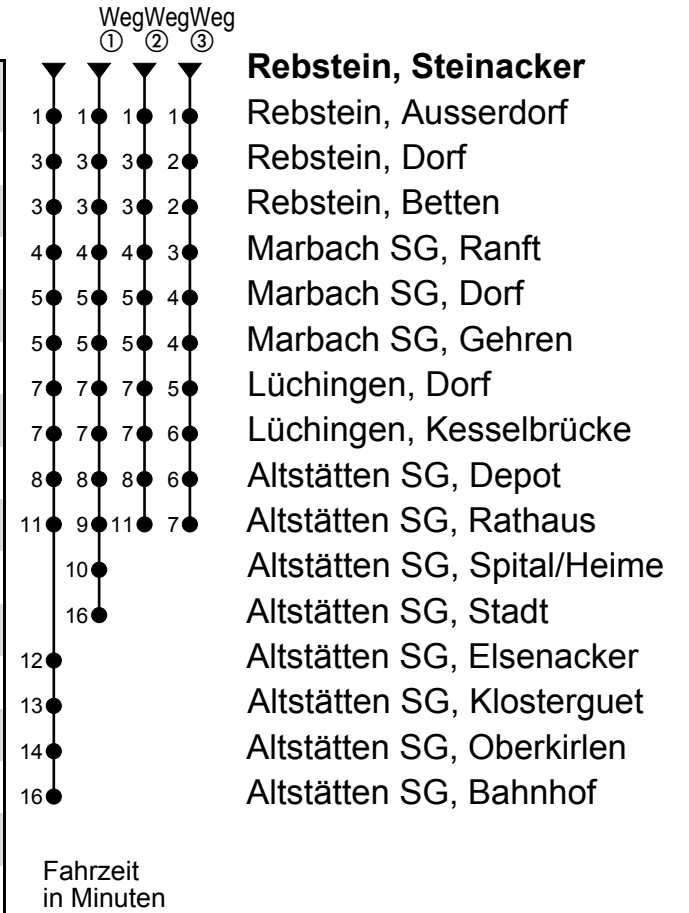 WegWegWeg
① ② ③
Rebstein, Steinacker
1 1 1 1 Rebstein, Ausserdorf
3 3 3 2 Rebstein, Dorf
3 3 3 2 Rebstein, Betten
4 4 4 3 Marbach SG, Ranft
5 5 5 4 Marbach SG, Dorf
5 5 5 4 Marbach SG, Gehren
7 7 7 5 Lüchingen, Dorf
7 7 7 6 Lüchingen, Kesselbrücke
8 8 8 6 Altstätten SG, Depot
11 9 11 7 Altstätten SG, Rathaus
10 Altstätten SG, Spital/Heime
16 Altstätten SG, Stadt
12 Altstätten SG, Elsenacker
13 Altstätten SG, Klosterguet
14 Altstätten SG, Oberkirlen
16 Altstätten SG, Bahnhof
Fahrzeit
in Minuten